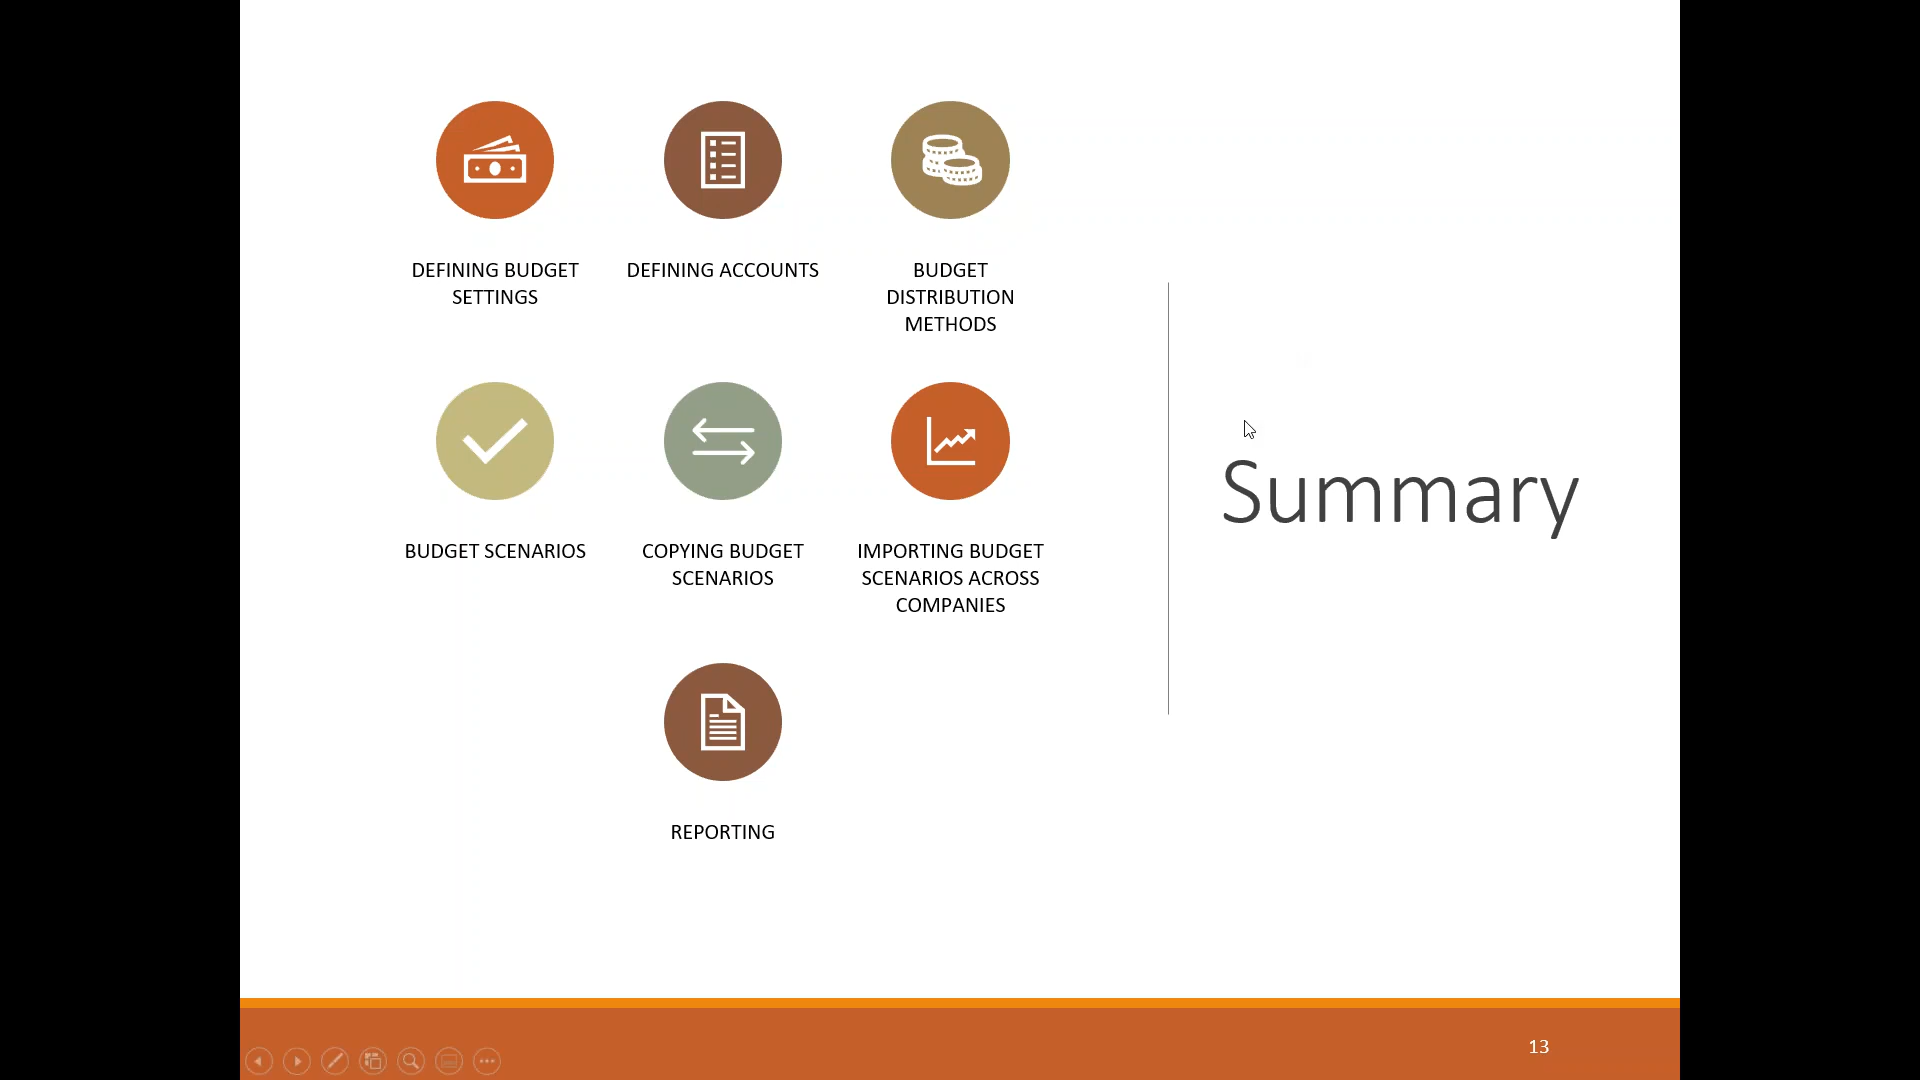 DEFINING BUDGET
SETTINGS
DEFINING ACCOUNTS
BUDGET
DISTRIBUTION
METHODS
BUDGET SCENARIOS
COPYING BUDGET
SCENARIOS
IMPORTING BUDGET
SCENARIOS ACROSS
COMPANIES
REPORTING
Summary
13